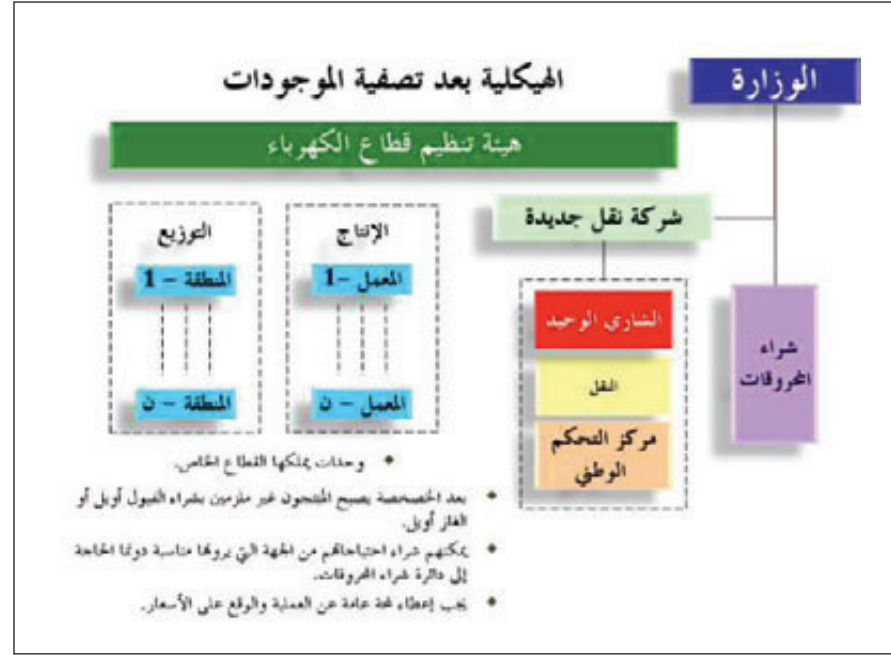 الهيكلية بعد تصفية الموجودات
الوزارة
هيئة تنظيم قطاع الكهرباء
شركة نقل جديدة
الشاري الوحيد
النقل
مركز التحكم
الوطني
شراء
المحروقات
الإنتاج
المعمل -1
المعمل - ن
التوزيع
المنطقة - 1
المنطقة - ن
وحدات يملكها القطاع الخاص.
بعد الخصخصة يصبح المنتجون غير ملزمين بشراء الفيول أويل أو
الغاز أويل.
يمكنهم شراء احتياجاتهم من الجهة التي يرونها مناسبة دونما الحاجة
إلى دائرة شراء المحروقات.
يجب إعطاء لمحة عامة عن العملية والوقع على الأسعار.